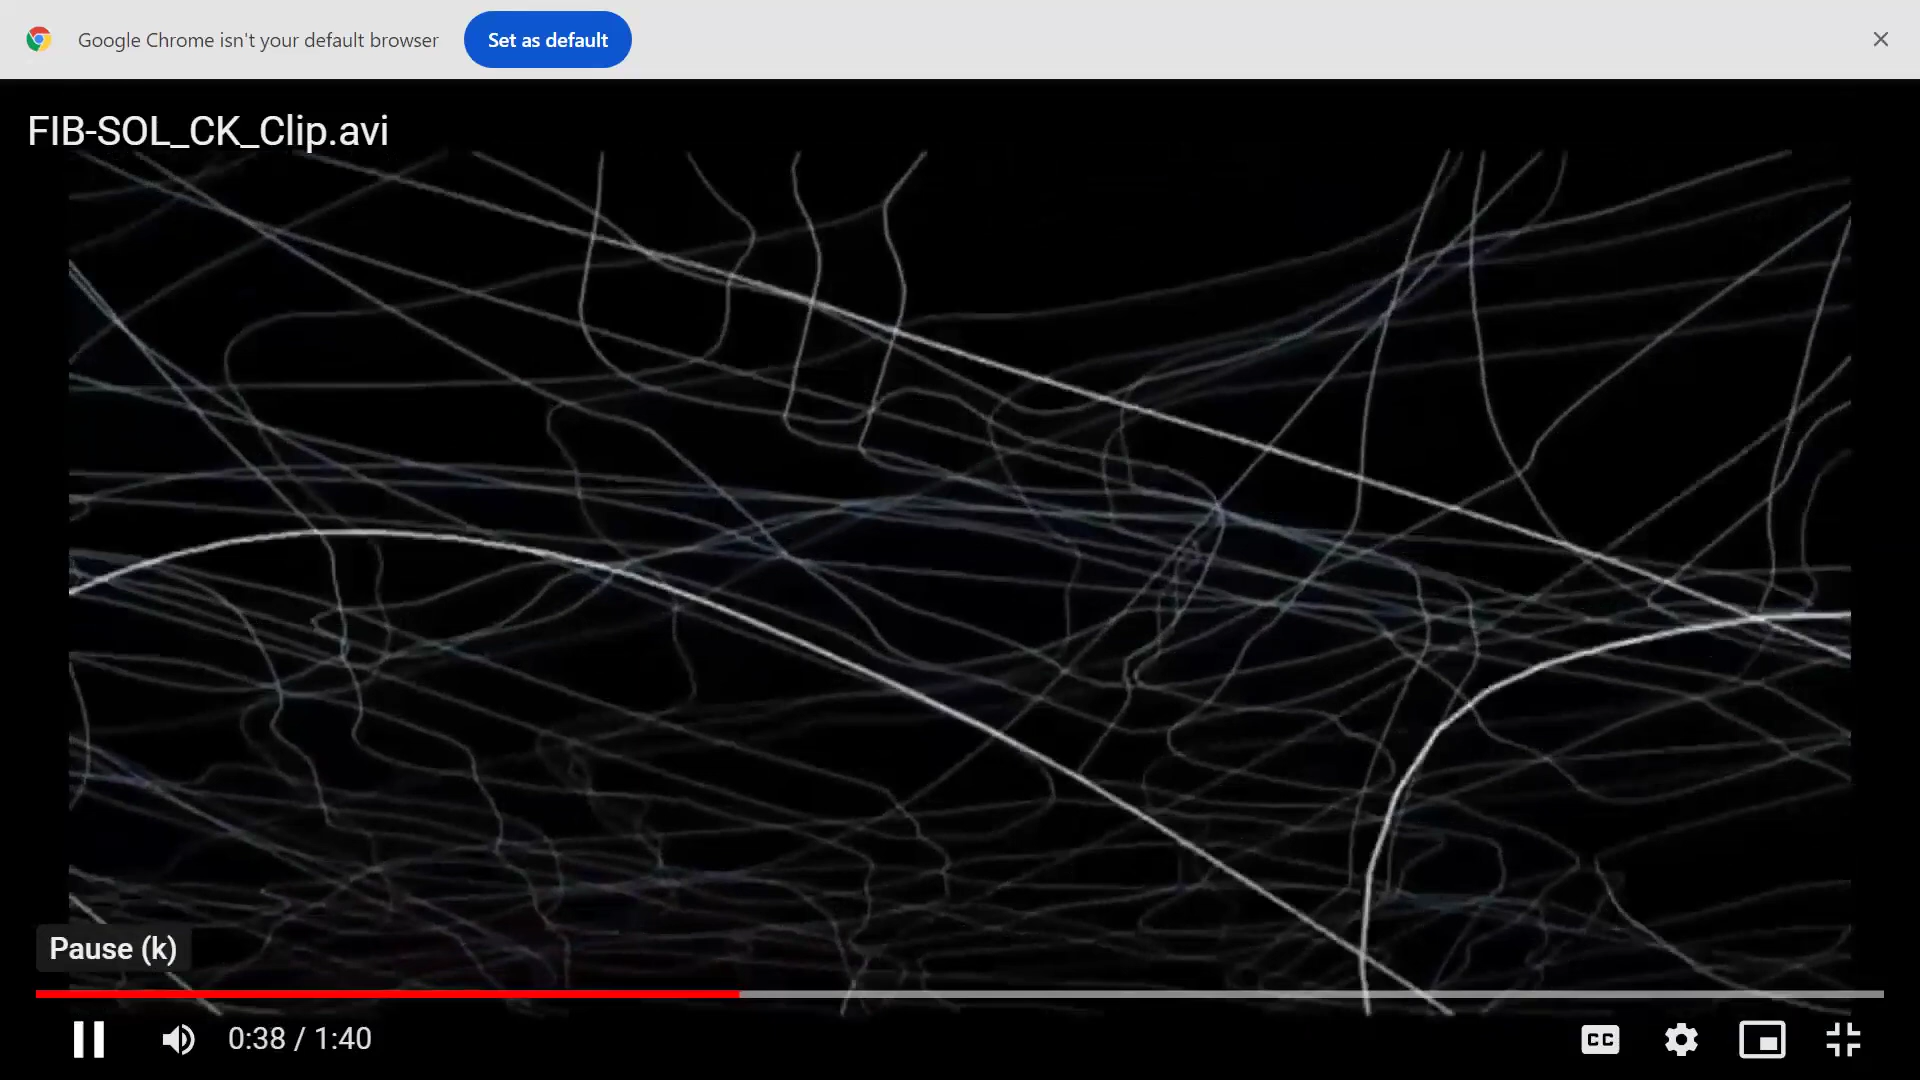 Google Chrome isn't your default browser
Set as default
FIB-SOL_CK_Clip.avi
Pause (k)
0:38 / 1:40
CC